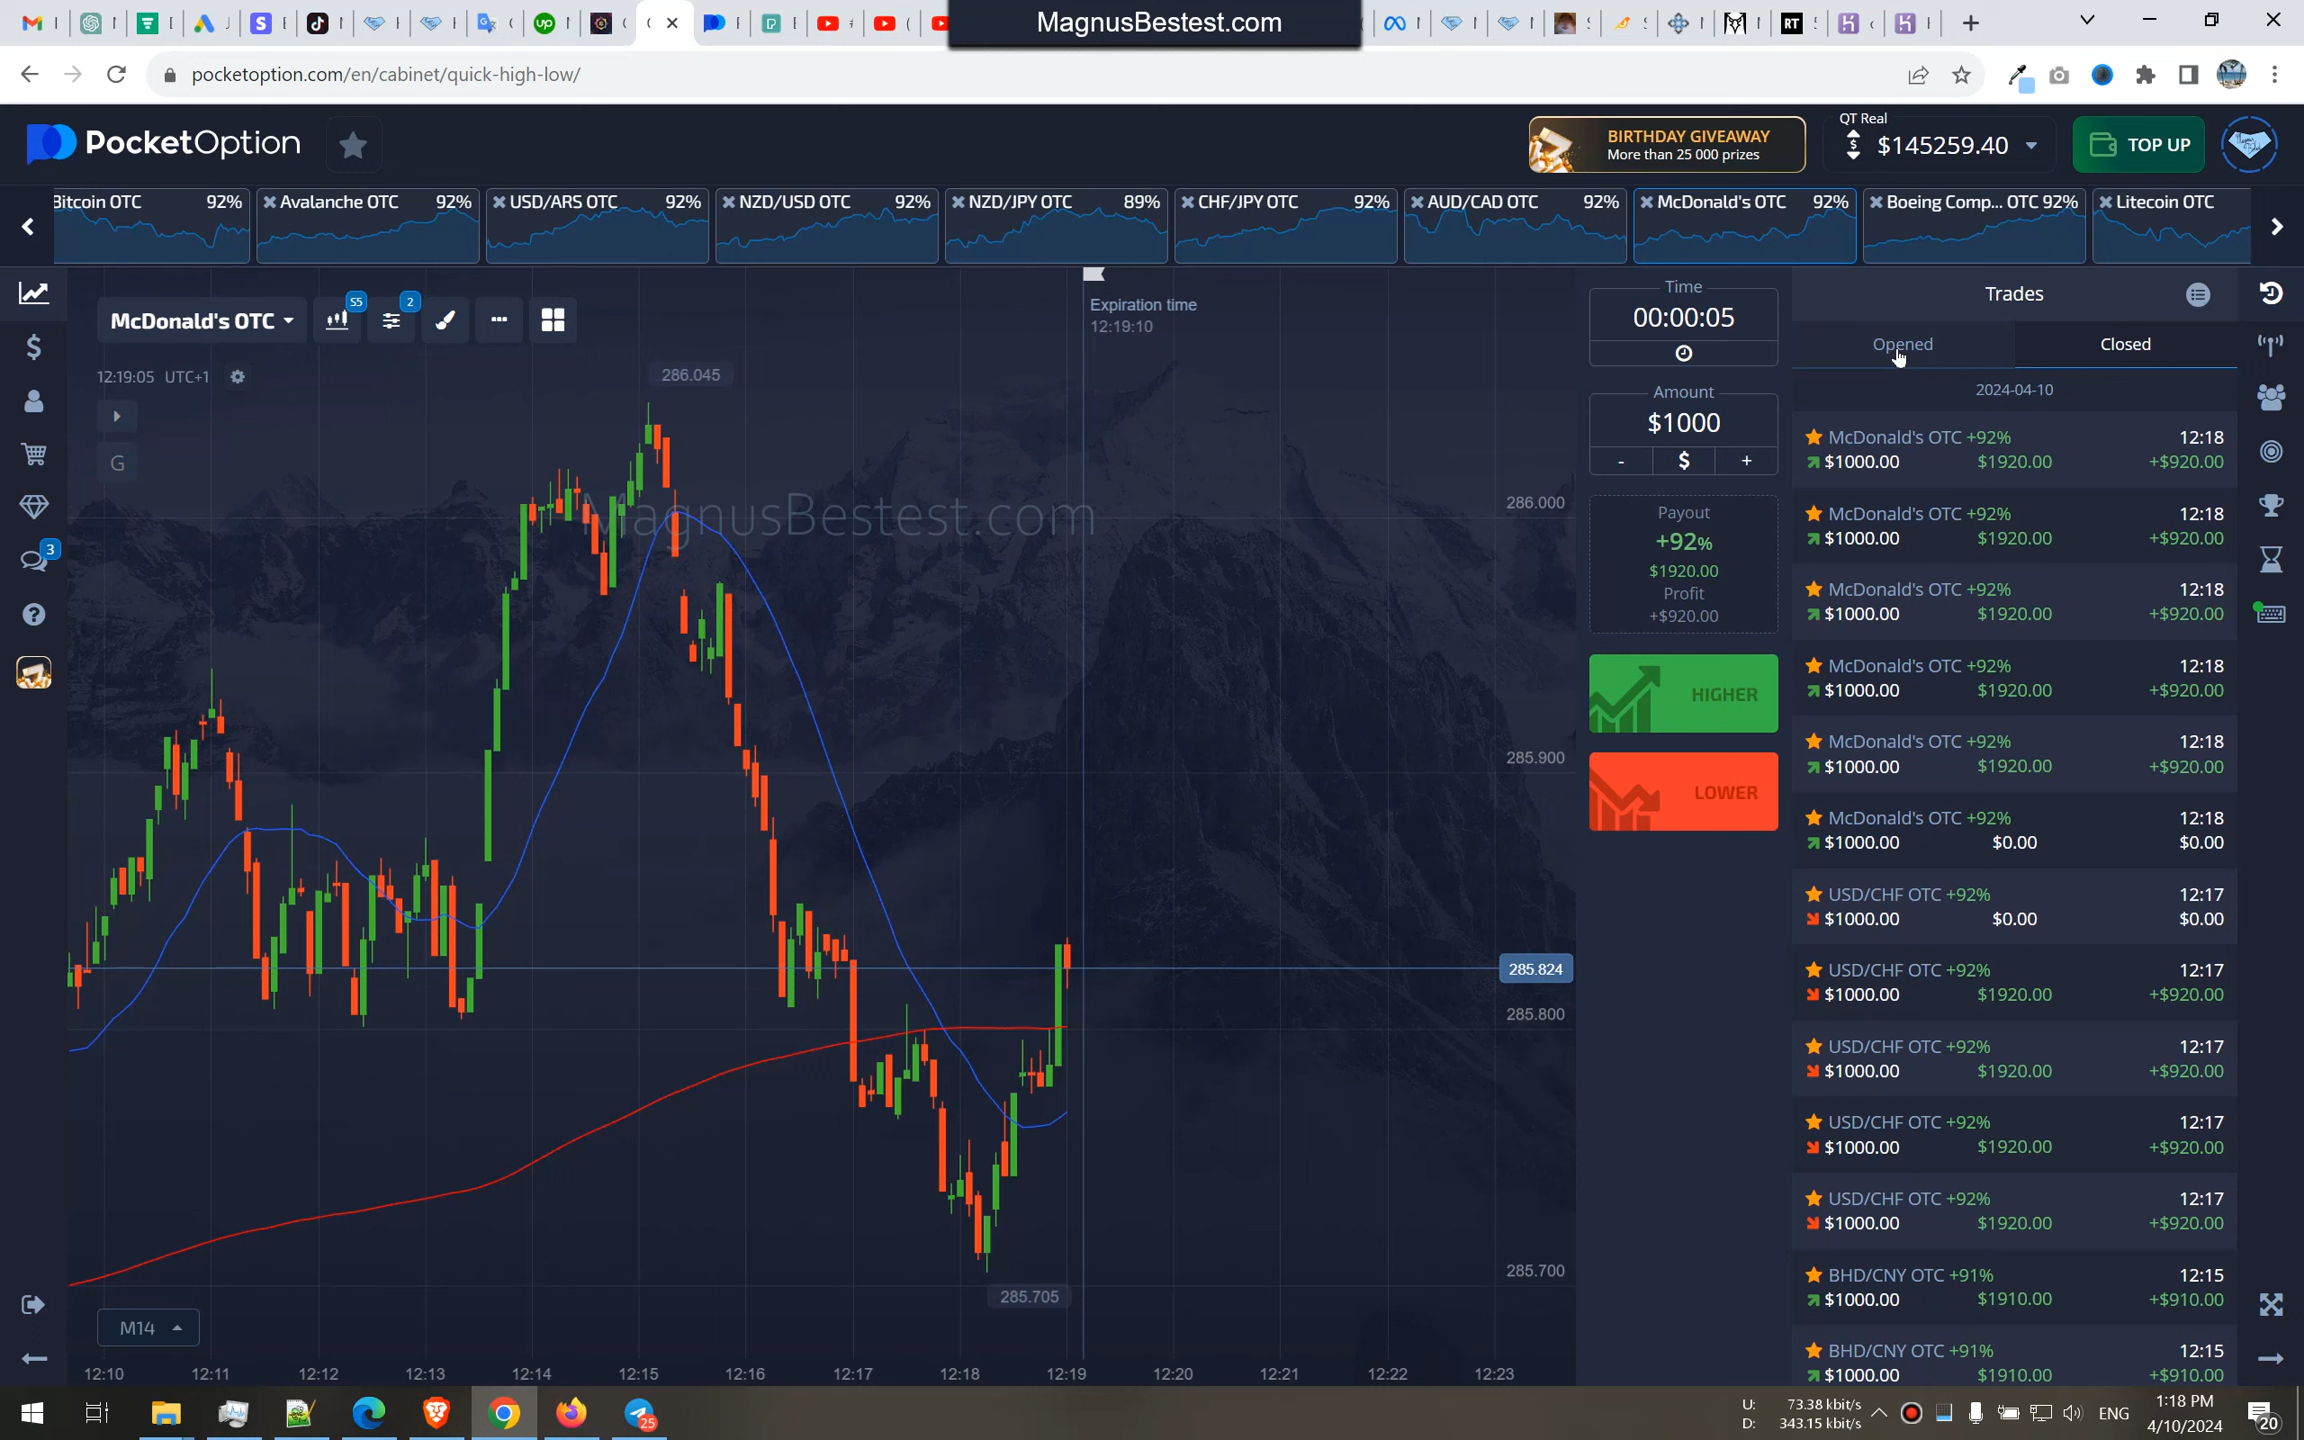 MagnusBestest.com
pocketoption.com/en/cabinet/quick-high-low/
PocketOption
BIRTHDAY GIVEAWAY
More than 25 000 prizes
QT Real
$145259.40
TOP UP
Bitcoin OTC 92%
Avalanche OTC 92%
USD/ARS OTC 92%
NZD/USD OTC 92%
NZD/JPY OTC 89%
CHF/JPY OTC 92%
AUD/CAD OTC 92%
McDonald's OTC 92%
Boeing Comp... OTC 92%
Litecoin OTC
McDonald's OTC
S5
2
12:19:05 UTC+1
G
3
Expiration time
12:19:10
286.045
MagnusBestest.com
286.000
285.900
285.824
285.800
285.700
285.705
M14
12:10 12:11 12:12 12:13 12:14 12:15 12:16 12:17 12:18 12:19 12:20 12:21 12:22 12:23
Time
00:00:05
Amount
$1000
- $ +
Payout
+92%
$1920.00
Profit
+$920.00
HIGHER
LOWER
Trades
Opened Closed
2024-04-10
McDonald's OTC +92% 12:18
$1000.00 $1920.00 +$920.00
McDonald's OTC +92% 12:18
$1000.00 $1920.00 +$920.00
McDonald's OTC +92% 12:18
$1000.00 $1920.00 +$920.00
McDonald's OTC +92% 12:18
$1000.00 $1920.00 +$920.00
McDonald's OTC +92% 12:18
$1000.00 $1920.00 +$920.00
McDonald's OTC +92% 12:18
$1000.00 $0.00 $0.00
USD/CHF OTC +92% 12:17
$1000.00 $0.00 $0.00
USD/CHF OTC +92% 12:17
$1000.00 $1920.00 +$920.00
USD/CHF OTC +92% 12:17
$1000.00 $1920.00 +$920.00
USD/CHF OTC +92% 12:17
$1000.00 $1920.00 +$920.00
USD/CHF OTC +92% 12:17
$1000.00 $1920.00 +$920.00
BHD/CNY OTC +91% 12:15
$1000.00 $1910.00 +$910.00
BHD/CNY OTC +91% 12:15
$1000.00 $1910.00 +$910.00
25
U: 73.38 kbit/s
D: 343.15 kbit/s
ENG
1:18 PM
4/10/2024
20